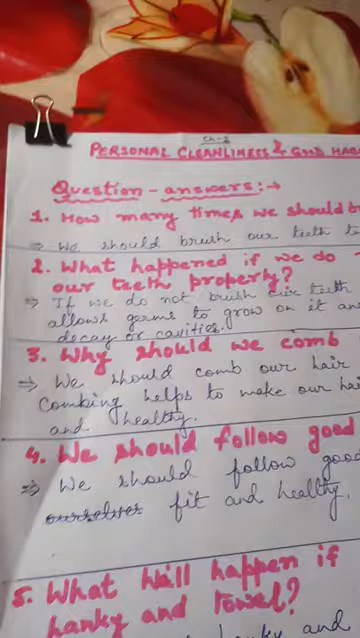 Ch-2
PERSONAL CLEANLINESS & GOOD
Question - answers:→
1. How many times we should
⇒ We should brush our teeth
2. What happened if we do
our teeth properly?
⇒ If we do not brush our teeth
allows germs to grow on it
decay or cavities.
3. Why should we comb
⇒ We should comb our hair
Combing helps to make our
and healthy.
4. We should follow good
⇒ We should follow good
fit and healthy.
5. What will happen if
hanky and towel?